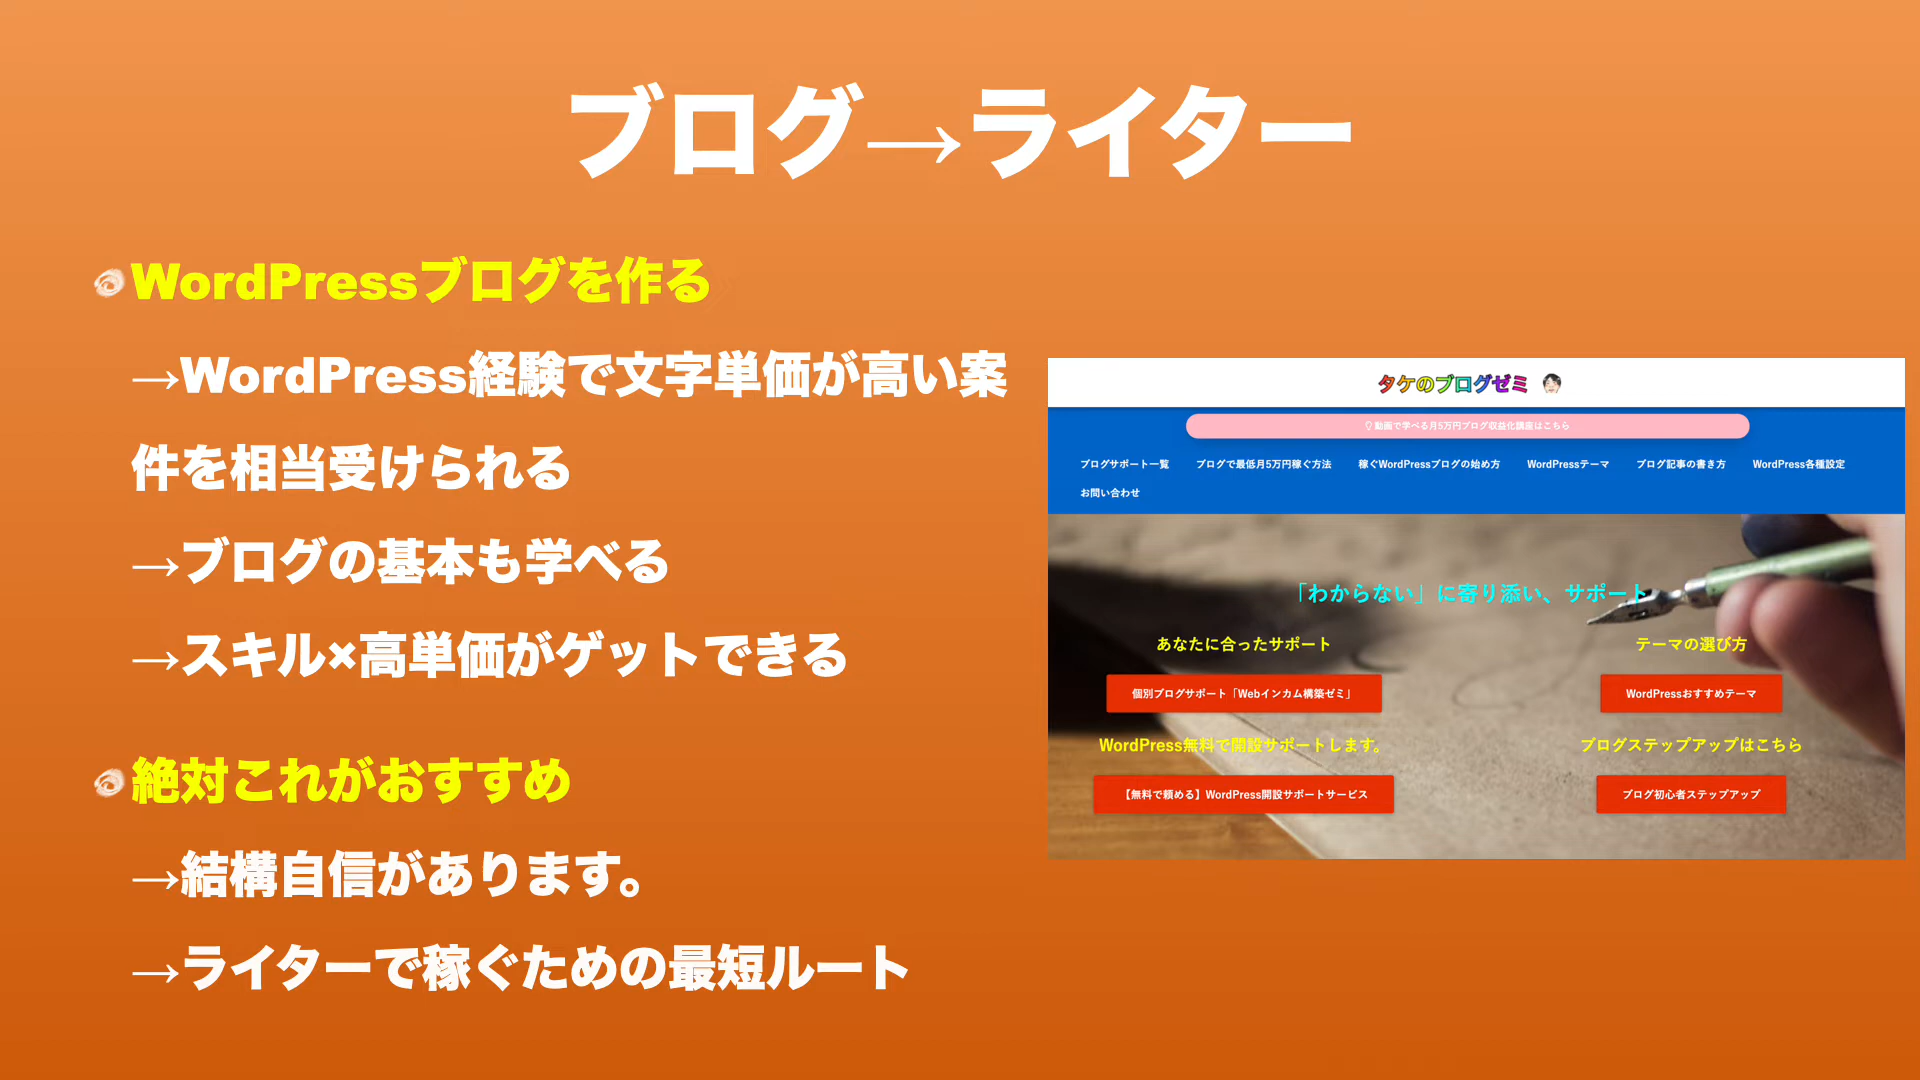 ブログ→ライター
WordPressブログを作る
→WordPress経験で文字単価が高い案
件を相当受けられる
→ブログの基本も学べる
→スキル×高単価がゲットできる
絶対これがおすすめ
→結構自信があります。
→ライターで稼ぐための最短ルート
タケのブログゼミ
動画で学べる月5万円ブログ収益化講座はこちら
ブログサポート一覧 ブログで最低月5万円稼ぐ方法 稼ぐWordPressブログの始め方 WordPressテーマ ブログ記事の書き方 WordPress各種設定
お問い合わせ
「わからない」に寄り添い、サポート
あなたに合ったサポート テーマの選び方
個別ブログサポート「Webインカム構築ゼミ」 WordPressおすすめテーマ
WordPress無料で開設サポートします。 ブログステップアップはこちら
【無料で頼める】WordPress開設サポートサービス ブログ初心者ステップアップ